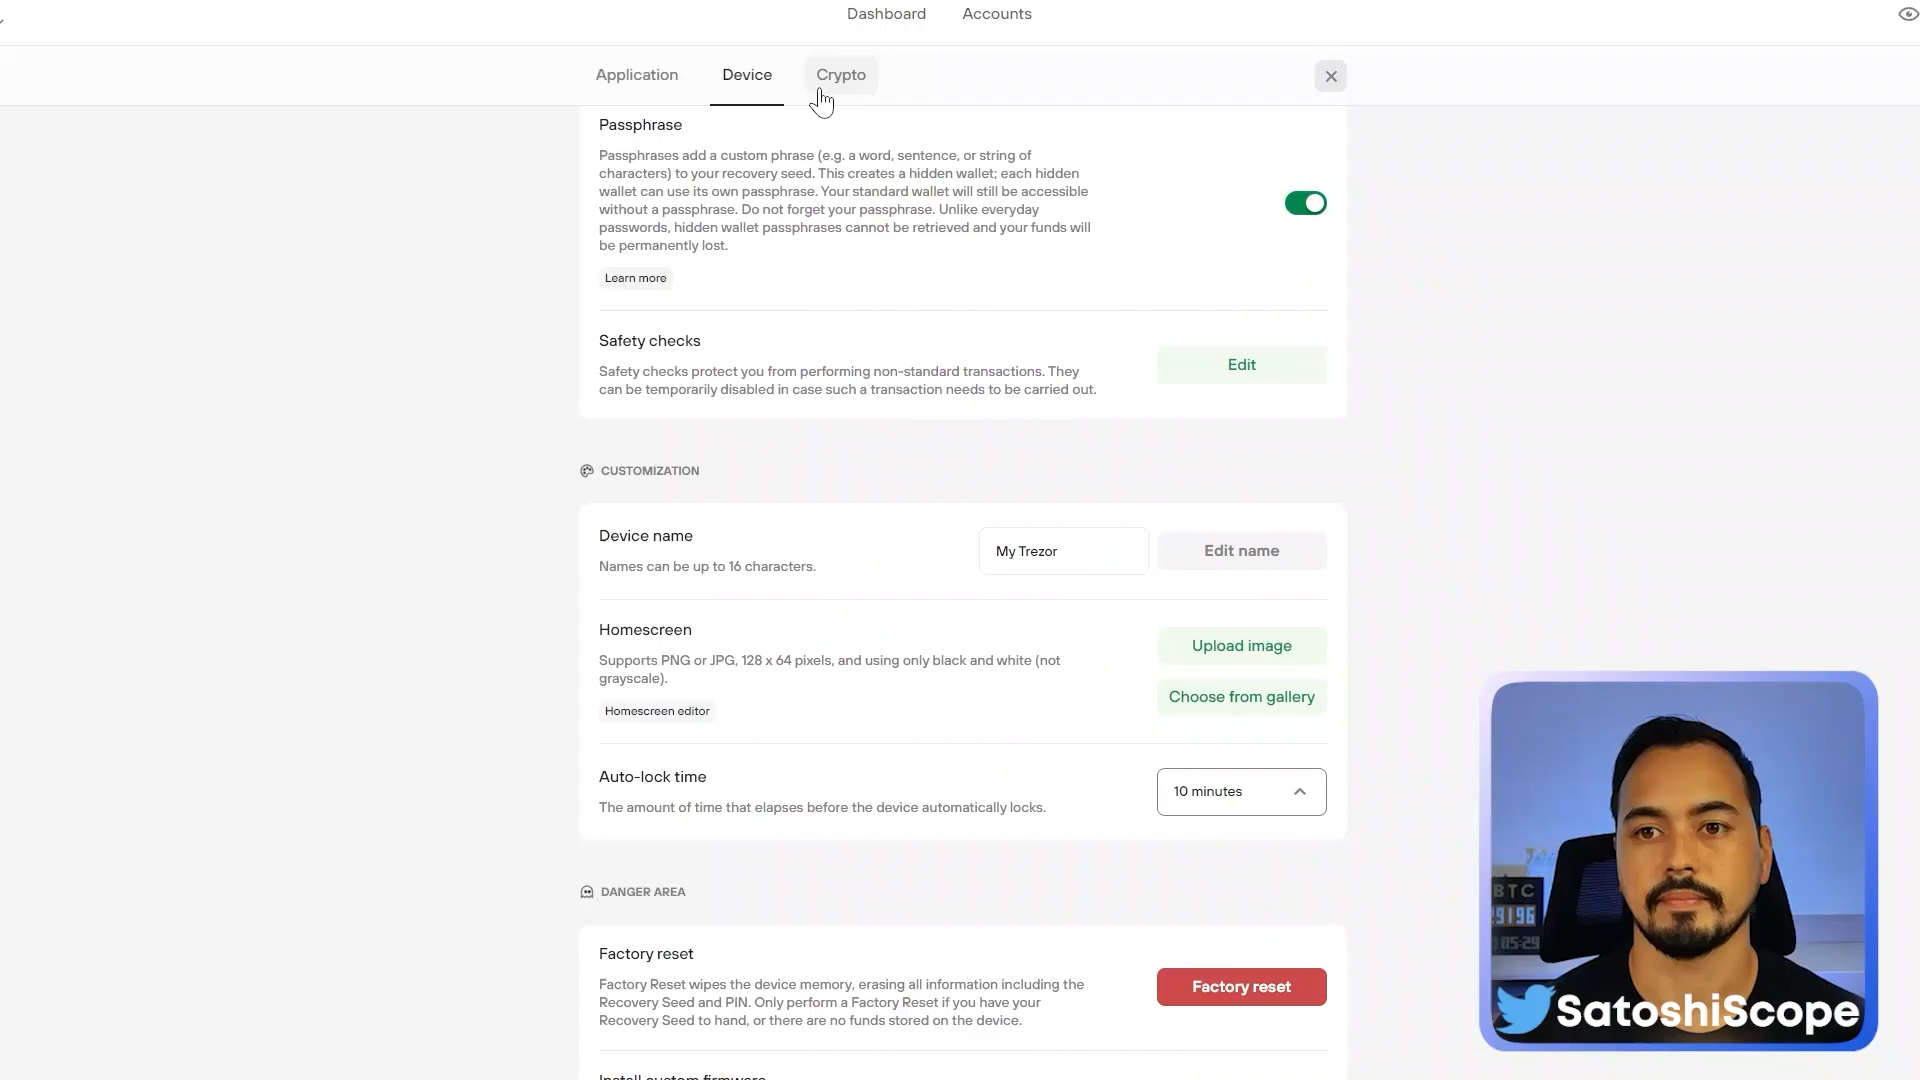 Dashboard
Accounts
Application
Device
Crypto
Passphrase
Passphrases add a custom phrase (e.g. a word, sentence, or string of
characters) to your recovery seed. This creates a hidden wallet; each hidden
wallet can use its own passphrase. Your standard wallet will still be accessible
without a passphrase. Do not forget your passphrase. Unlike everyday
passwords, hidden wallet passphrases cannot be retrieved and your funds will
be permanently lost.
Learn more
Safety checks
Safety checks protect you from performing non-standard transactions. They
can be temporarily disabled in case such a transaction needs to be carried out.
Edit
CUSTOMIZATION
Device name
Names can be up to 16 characters.
My Trezor
Edit name
Homescreen
Supports PNG or JPG, 128 x 64 pixels, and using only black and white (not
grayscale).
Homescreen editor
Upload image
Choose from gallery
Auto-lock time
The amount of time that elapses before the device automatically locks.
10 minutes
DANGER AREA
Factory reset
Factory Reset wipes the device memory, erasing all information including the
Recovery Seed and PIN. Only perform a Factory Reset if you have your
Recovery Seed to hand, or there are no funds stored on the device.
Factory reset
Install custom firmware
BTC
SatoshiScope